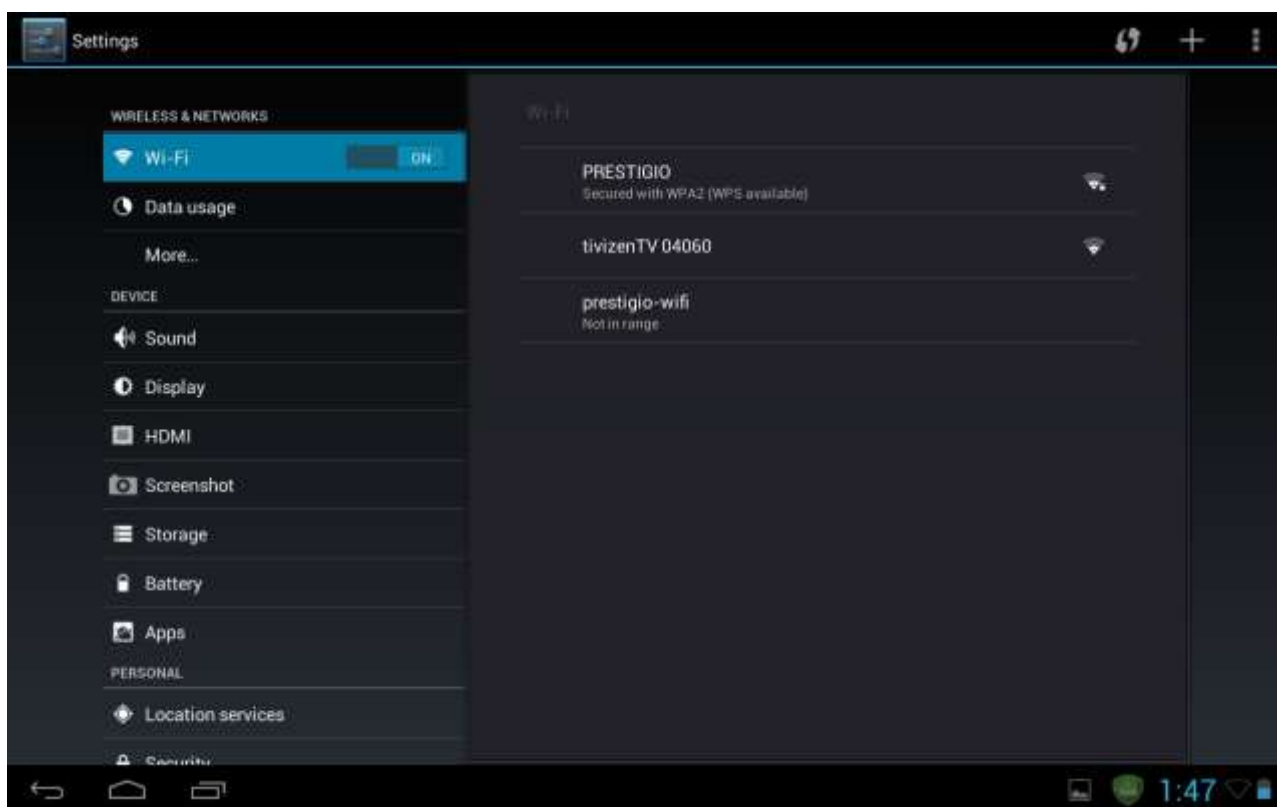 Settings
WIRELESS & NETWORKS
Wi-Fi
ON
Data usage
More...
DEVICE
Sound
Display
HDMI
Screenshot
Storage
Battery
Apps
PERSONAL
Location services
Security
Wi-Fi
PRESTIGIO
Secured with WPA2 (WPS available)
tivizenTV 04060
prestigio-wifi
Not in range
1:47